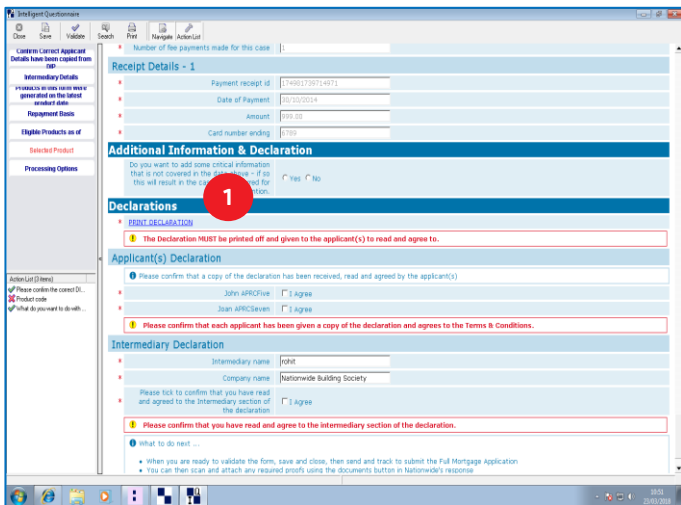 Intelligent Questionnaire
Close Save Validate Search Print Navigate Action List
Confirm Correct Applicant
Details have been copied from
DIP
Intermediary Details
Products in this form were
generated on the latest
product date
Repayment Basis
Eligible Products as of
Selected Product
Processing Options
Action List (3 items)
Please confirm the correct DI...
Product code
What do you want to do with ...
* Number of fee payments made for this case 1
Receipt Details - 1
* Payment receipt id 174981739714971
* Date of Payment 30/10/2014
* Amount 999.00
* Card number ending 6789
Additional Information & Declaration
Do you want to add some critical information
that is not covered in the data above - if so
this will result in the case
Yes No
1
Declarations
* PRINT DECLARATION
The Declaration MUST be printed off and given to the applicant(s) to read and agree to.
Applicant(s) Declaration
Please confirm that a copy of the declaration has been received, read and agreed by the applicant(s)
* John APRCFive I Agree
* Joan APRCSeven I Agree
Please confirm that each applicant has been given a copy of the declaration and agrees to the Terms & Conditions.
Intermediary Declaration
* Intermediary name rohit
* Company name Nationwide Building Society
* Please tick to confirm that you have read
and agreed to the Intermediary section of
the declaration
I Agree
Please confirm that you have read and agree to the intermediary section of the declaration.
What to do next ...
• When you are ready to validate the form, save and close, then send and track to submit the Full Mortgage Application
• You can then scan and attach any required proofs using the documents button in Nationwide's response
10:51
23/03/2016